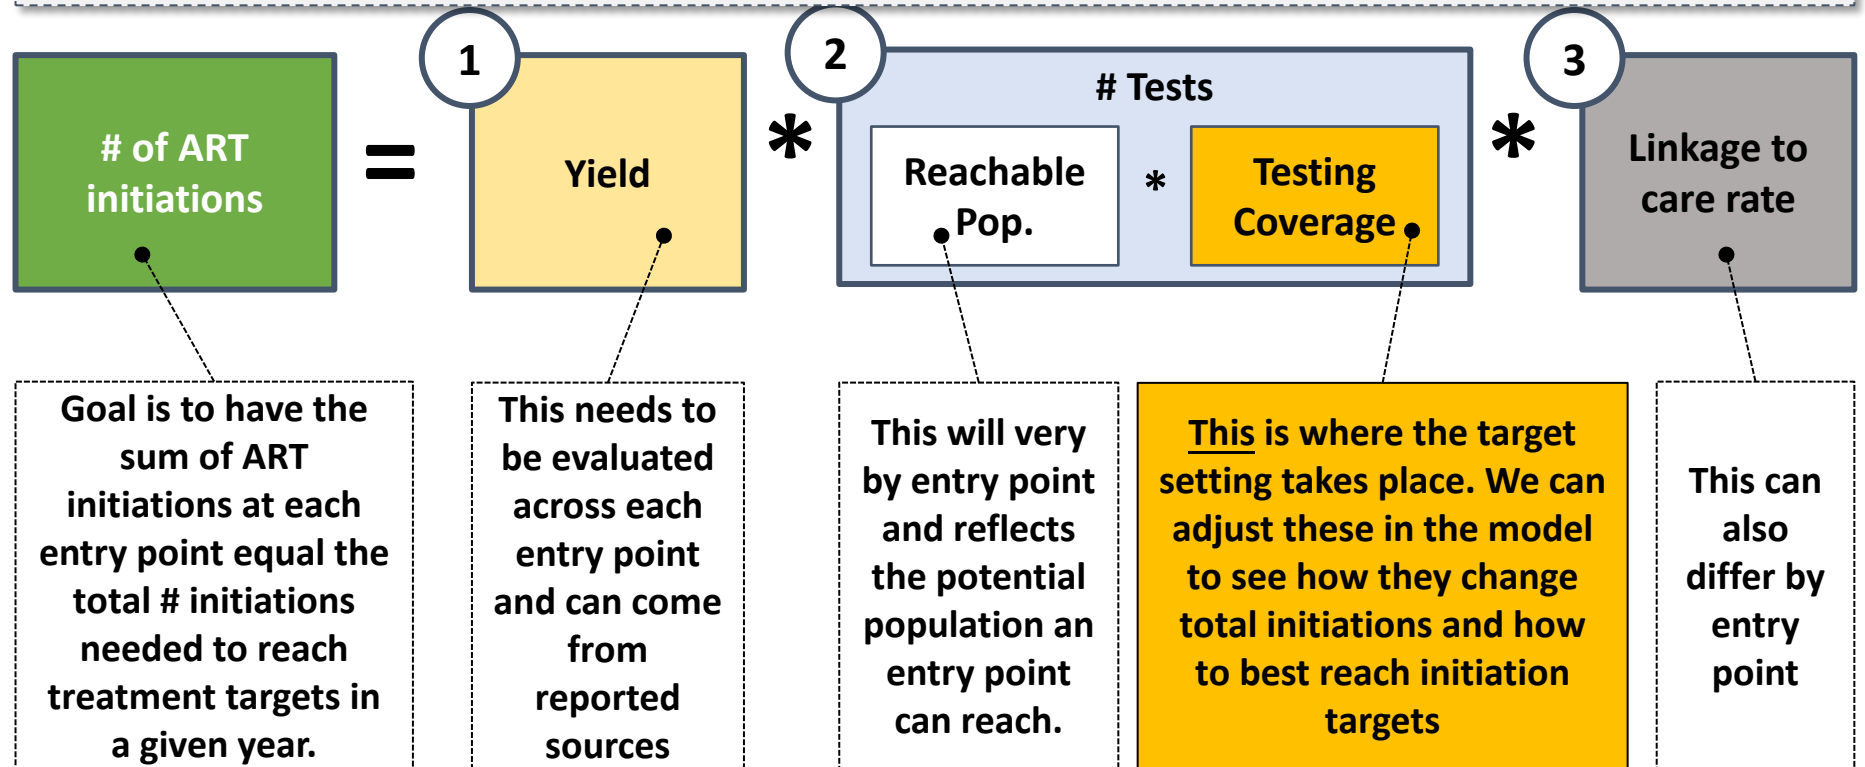 1
2
3
# of ART
initiations
=
Yield
*
# Tests
Reachable
Pop.
*
Testing
Coverage
*
Linkage to
care rate
Goal is to have the
sum of ART
initiations at each
entry point equal the
total # initiations
needed to reach
treatment targets in
a given year.
This needs to
be evaluated
across each
entry point
and can come
from
reported
sources
This will very
by entry point
and reflects
the potential
population an
entry point
can reach.
This is where the target
setting takes place. We can
adjust these in the model
to see how they change
total initiations and how
to best reach initiation
targets
This can
also
differ by
entry
point